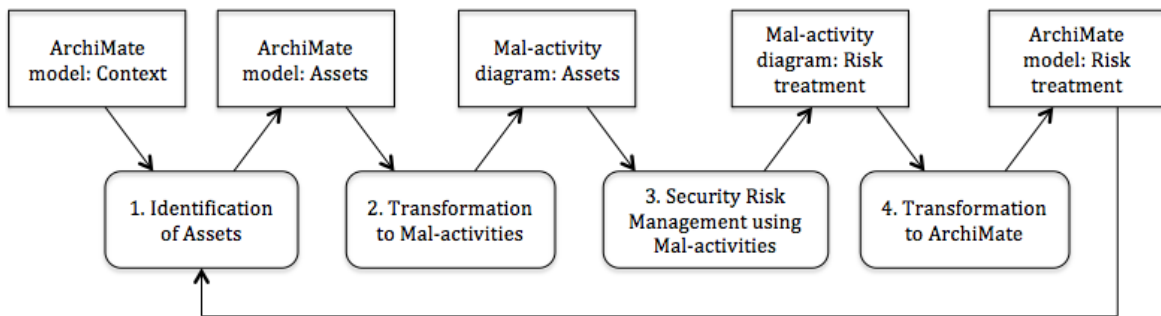 ArchiMate
model: Context
ArchiMate
model: Assets
Mal-activity
diagram: Assets
Mal-activity
diagram: Risk
treatment
ArchiMate
model: Risk
treatment
1. Identification
of Assets
2. Transformation
to Mal-activities
3. Security Risk
Management using
Mal-activities
4. Transformation
to ArchiMate